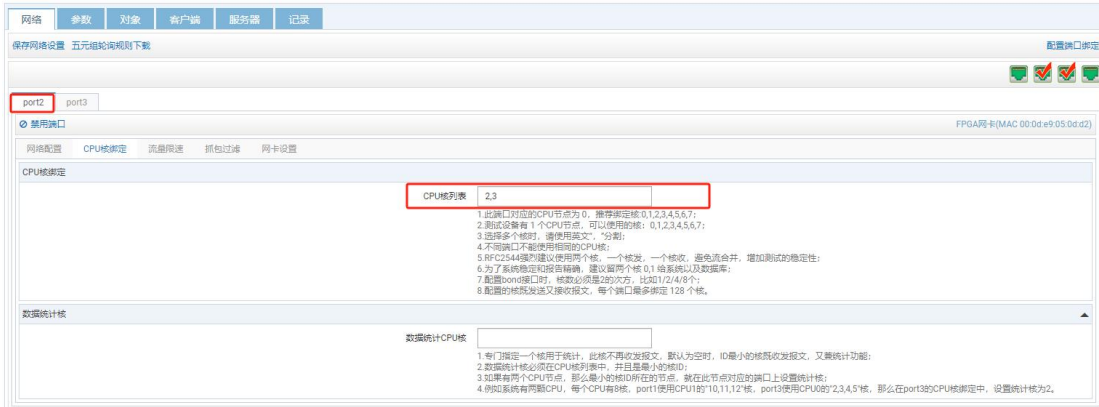 网络 参数 对象 客户端 服务器 记录
保存网络设置 五元组轮询规则下载 配置端口绑定
port2 port3
禁用端口 FPGA网卡(MAC 00:0d:e9:05:0d:d2)
网络配置 CPU核绑定 流量限速 抓包过滤 网卡设置
CPU核绑定
CPU核列表 2,3
1.此端口对应的CPU节点为 0，推荐绑定核:0,1,2,3,4,5,6,7；
2.测试设备有 1 个CPU节点，可以使用的核：0,1,2,3,4,5,6,7；
3.选择多个核时，请使用英文"，"分割；
4.不同端口不能使用相同的CPU核；
5.RFC2544强烈建议使用两个核，一个核发，一个核收，避免流合并，增加测试的稳定性；
6.为了系统稳定和报告精确，建议留两个核 0,1 给系统以及数据库；
7.配置bond接口时，核数必须是2的次方，比如1/2/4/8个；
8.配置的核既发送又接收报文，每个端口最多绑定 128 个核。
数据统计核
数据统计CPU核
1.专门指定一个核用于统计，此核不再收发报文，默认为空时，ID最小的核既收发报文，又兼统计功能；
2.数据统计核必须在CPU核列表中，并且是最小的核ID；
3.如果有两个CPU节点，那么最小的核ID所在的节点，就在此节点对应的端口上设置统计核；
4.例如系统有两颗CPU，每个CPU有8核，port1使用CPU1的"10,11,12"核，port3使用CPU0的"2,3,4,5"核，那么在port3的CPU核绑定中，设置统计核为2。